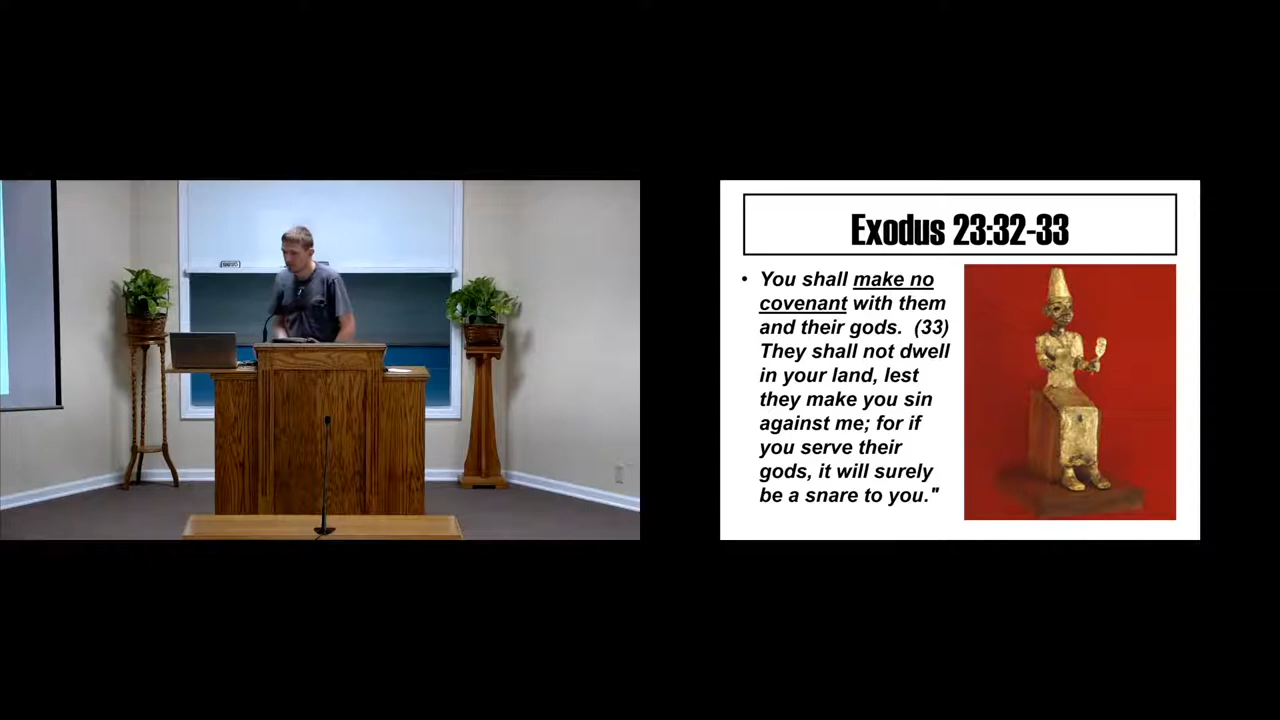 Exodus 23:32-33
• You shall make no
covenant with them
and their gods.  (33)
They shall not dwell
in your land, lest
they make you sin
against me; for if
you serve their
gods, it will surely
be a snare to you."